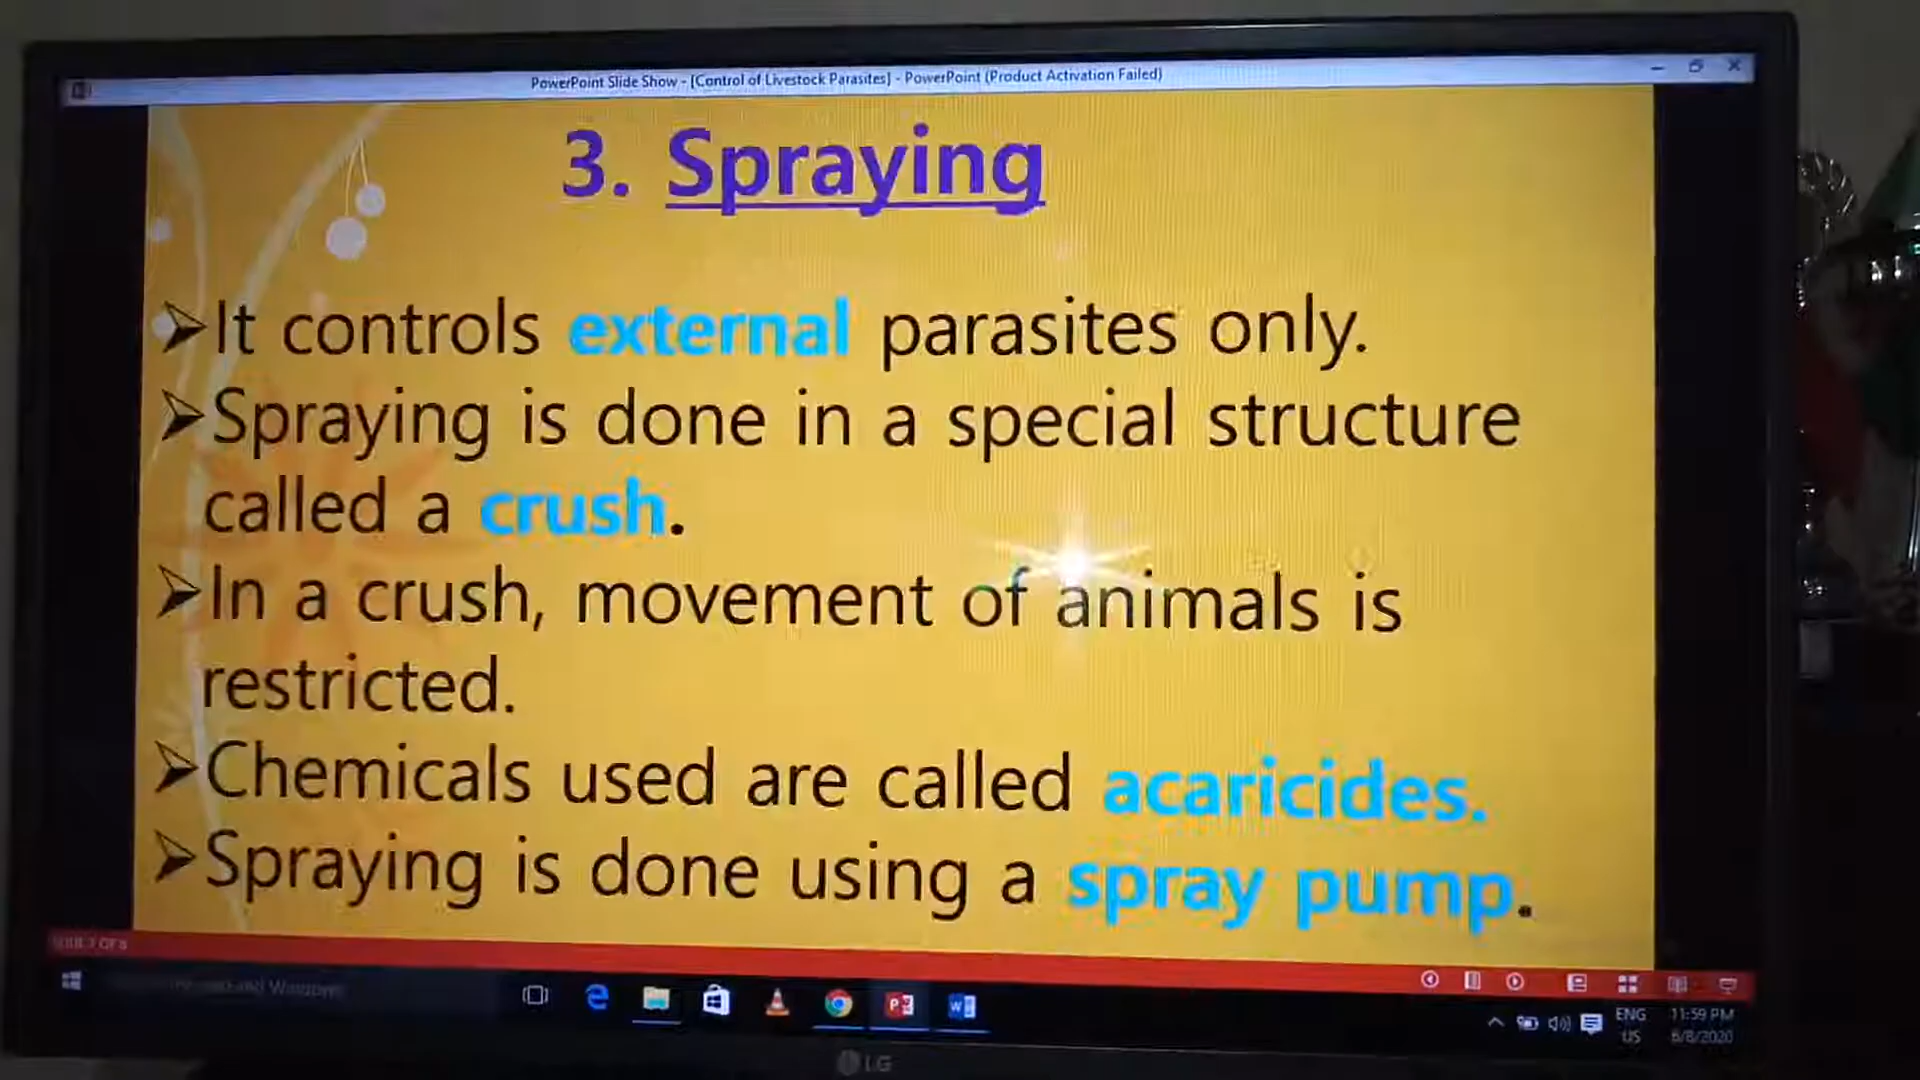 PowerPoint Slide Show - [Control of Livestock Parasites] - PowerPoint (Product Activation Failed)
3. Spraying
➢It controls external parasites only.
➢Spraying is done in a special structure
called a crush.
➢In a crush, movement of animals is
restricted.
➢Chemicals used are called acaricides.
➢Spraying is done using a spray pump.
and Windows
ENG
US
11:59 PM
6/8/2020
LG